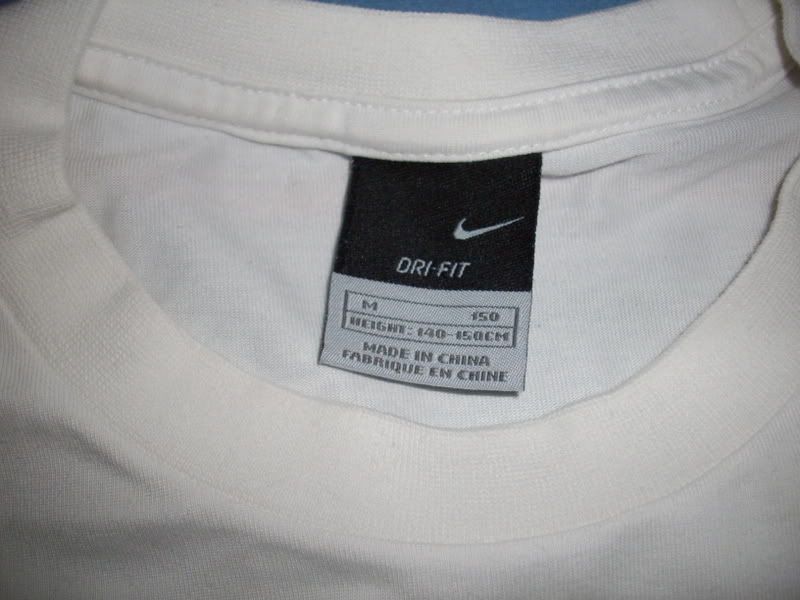 DRI-FIT
M 150
HEIGHT: 140-150CM
MADE IN CHINA
FABRIQUE EN CHINE